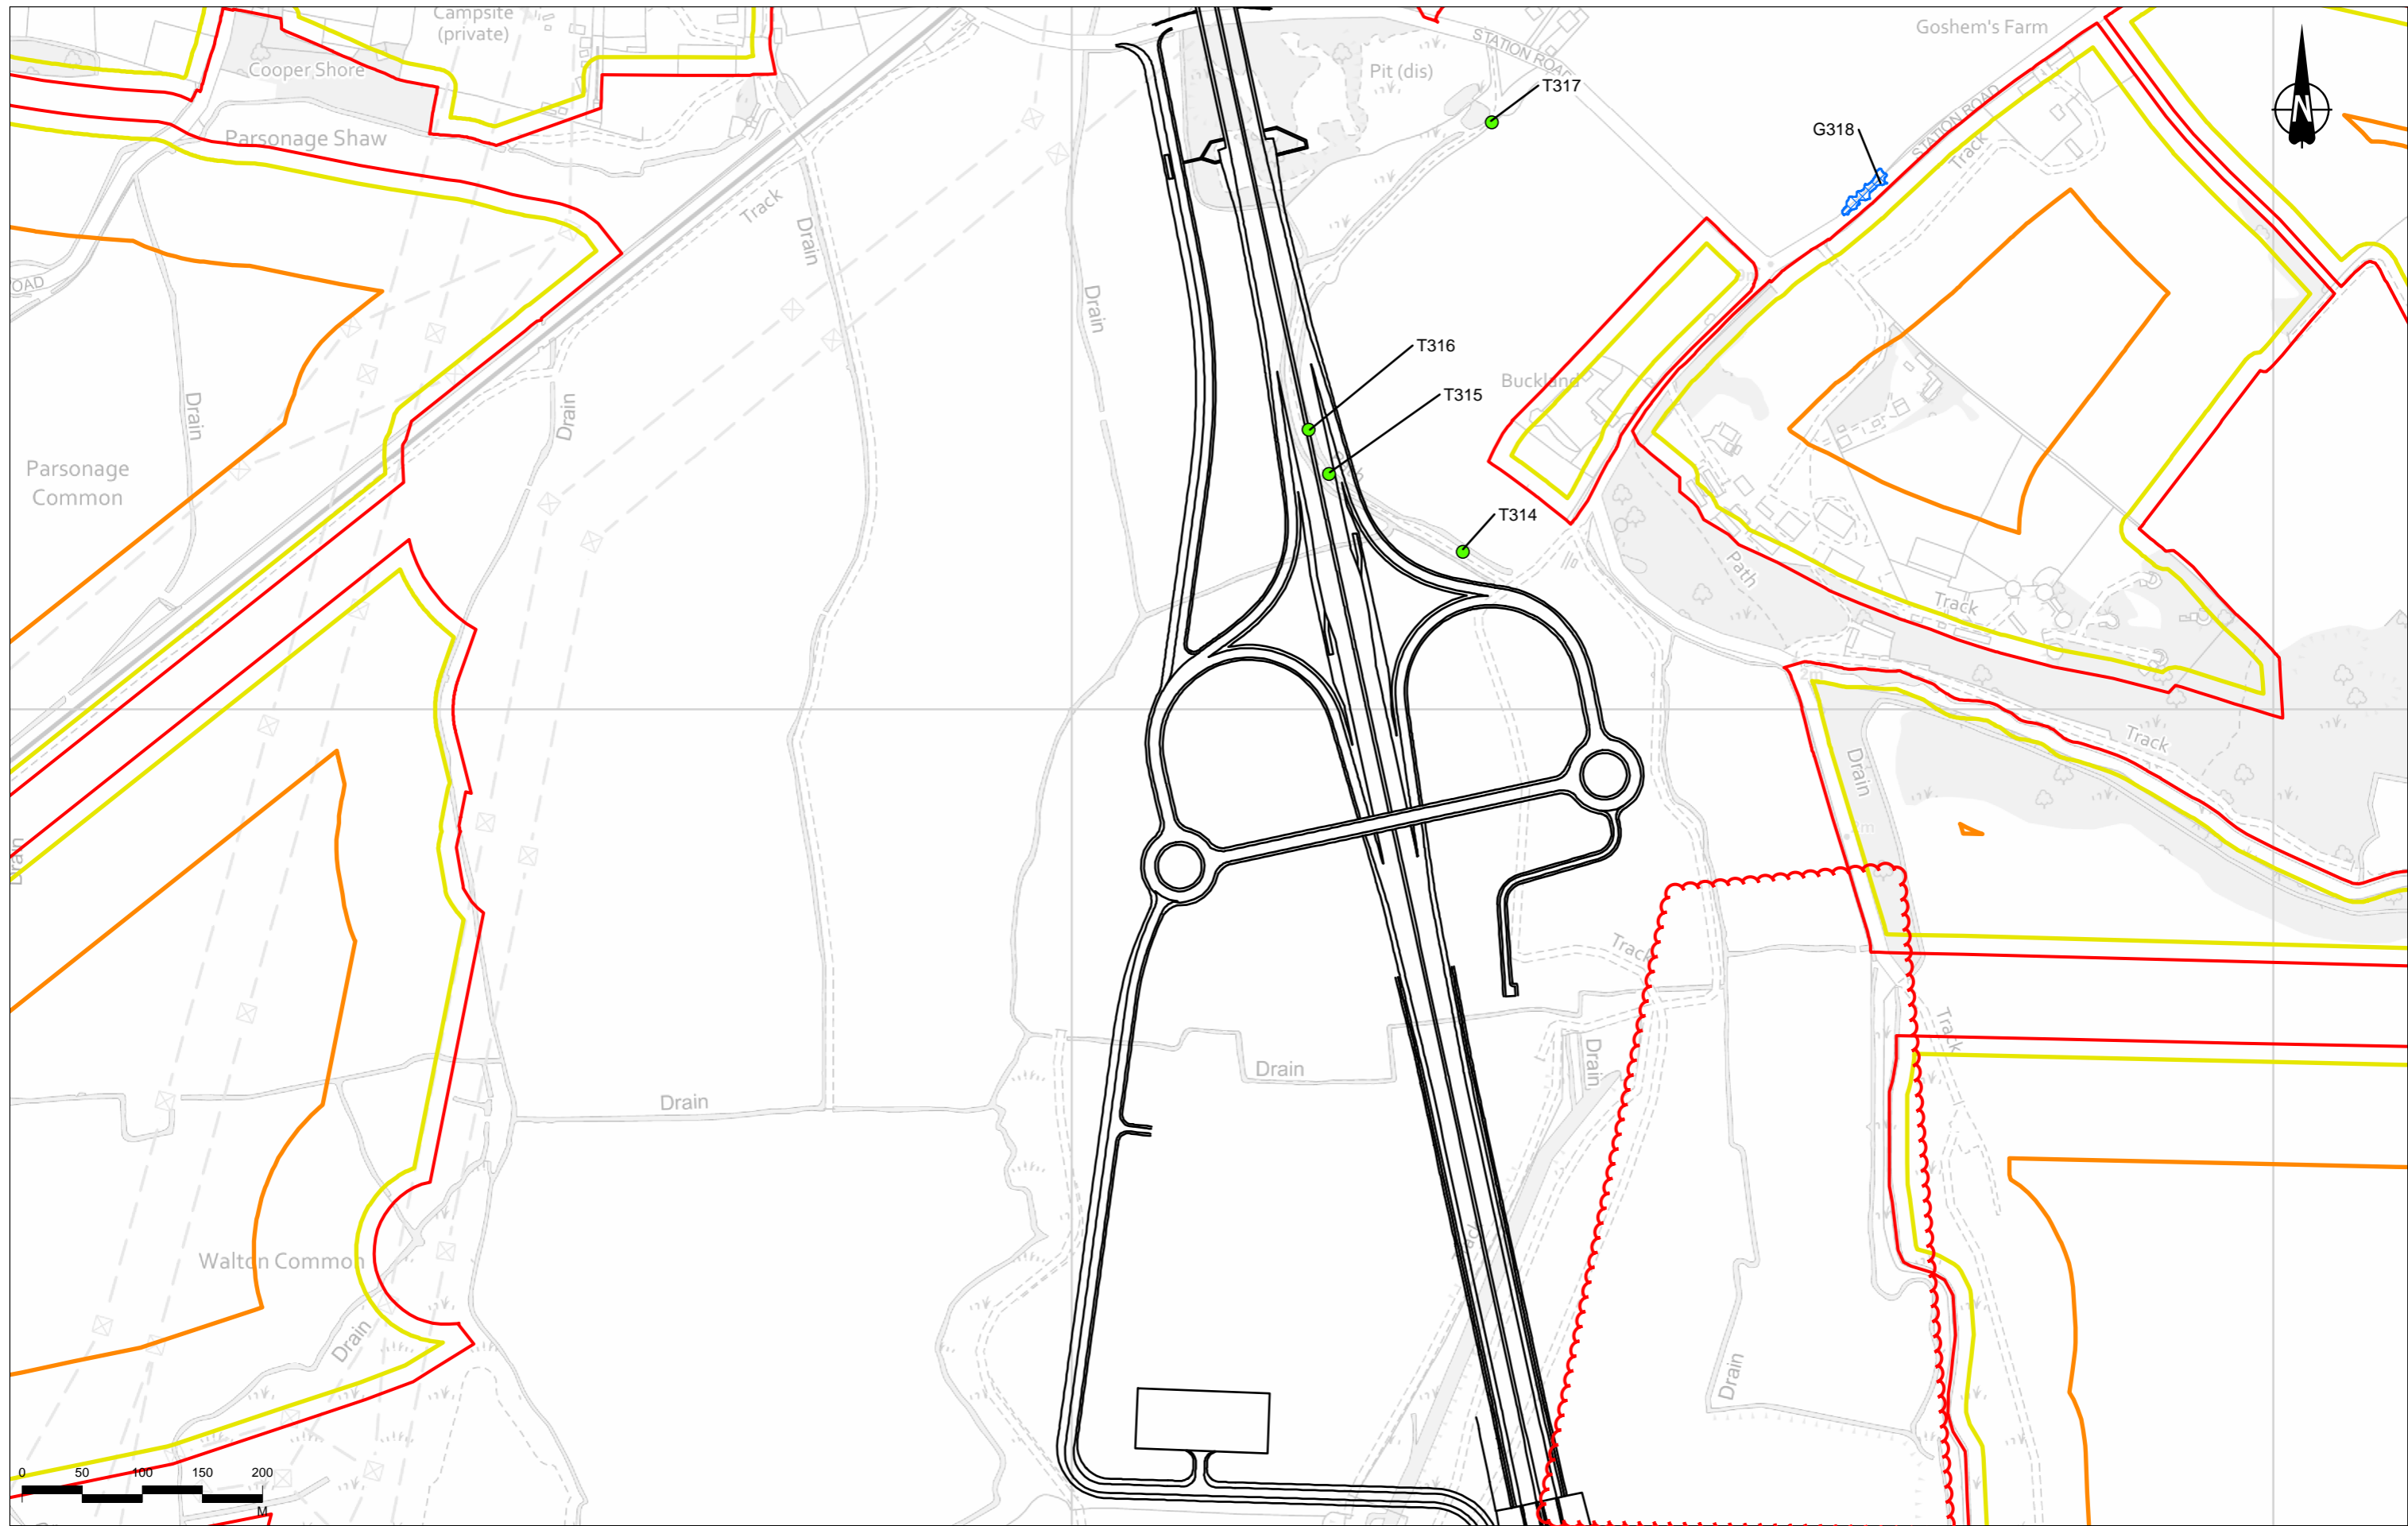 Campsite
(private)
Cooper Shore
Parsonage Shaw
Goshem's Farm
STATION ROAD
Pit (dis)
T317
G318
STATION ROAD
Track
N
Track
Drain
Drain
OAD
T316
Buckland
T315
Drain
Drain
Parsonage
Common
T314
Path
Track
2m
Track
Drain
Drain
Track
Track
Drain
Drain
Drain
Walton Common
Drain
Drain
0 50 100 150 200
M